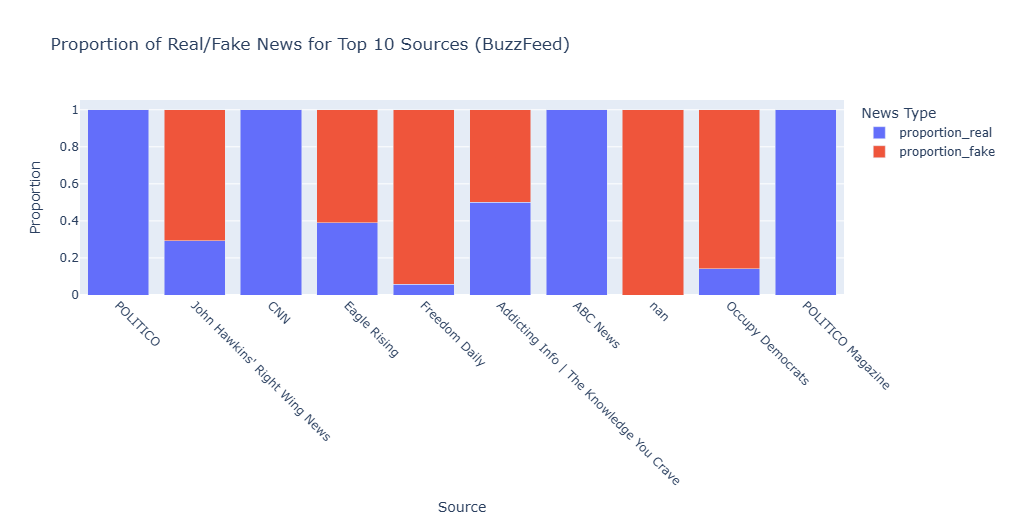 Proportion of Real/Fake News for Top 10 Sources (BuzzFeed)
News Type
proportion_real
proportion_fake
Proportion
1
0.8
0.6
0.4
0.2
0
POLITICO
John Hawkins' Right Wing News
CNN
Eagle Rising
Freedom Daily
Addicting Info | The Knowledge You Crave
ABC News
nan
Occupy Democrats
POLITICO Magazine
Source